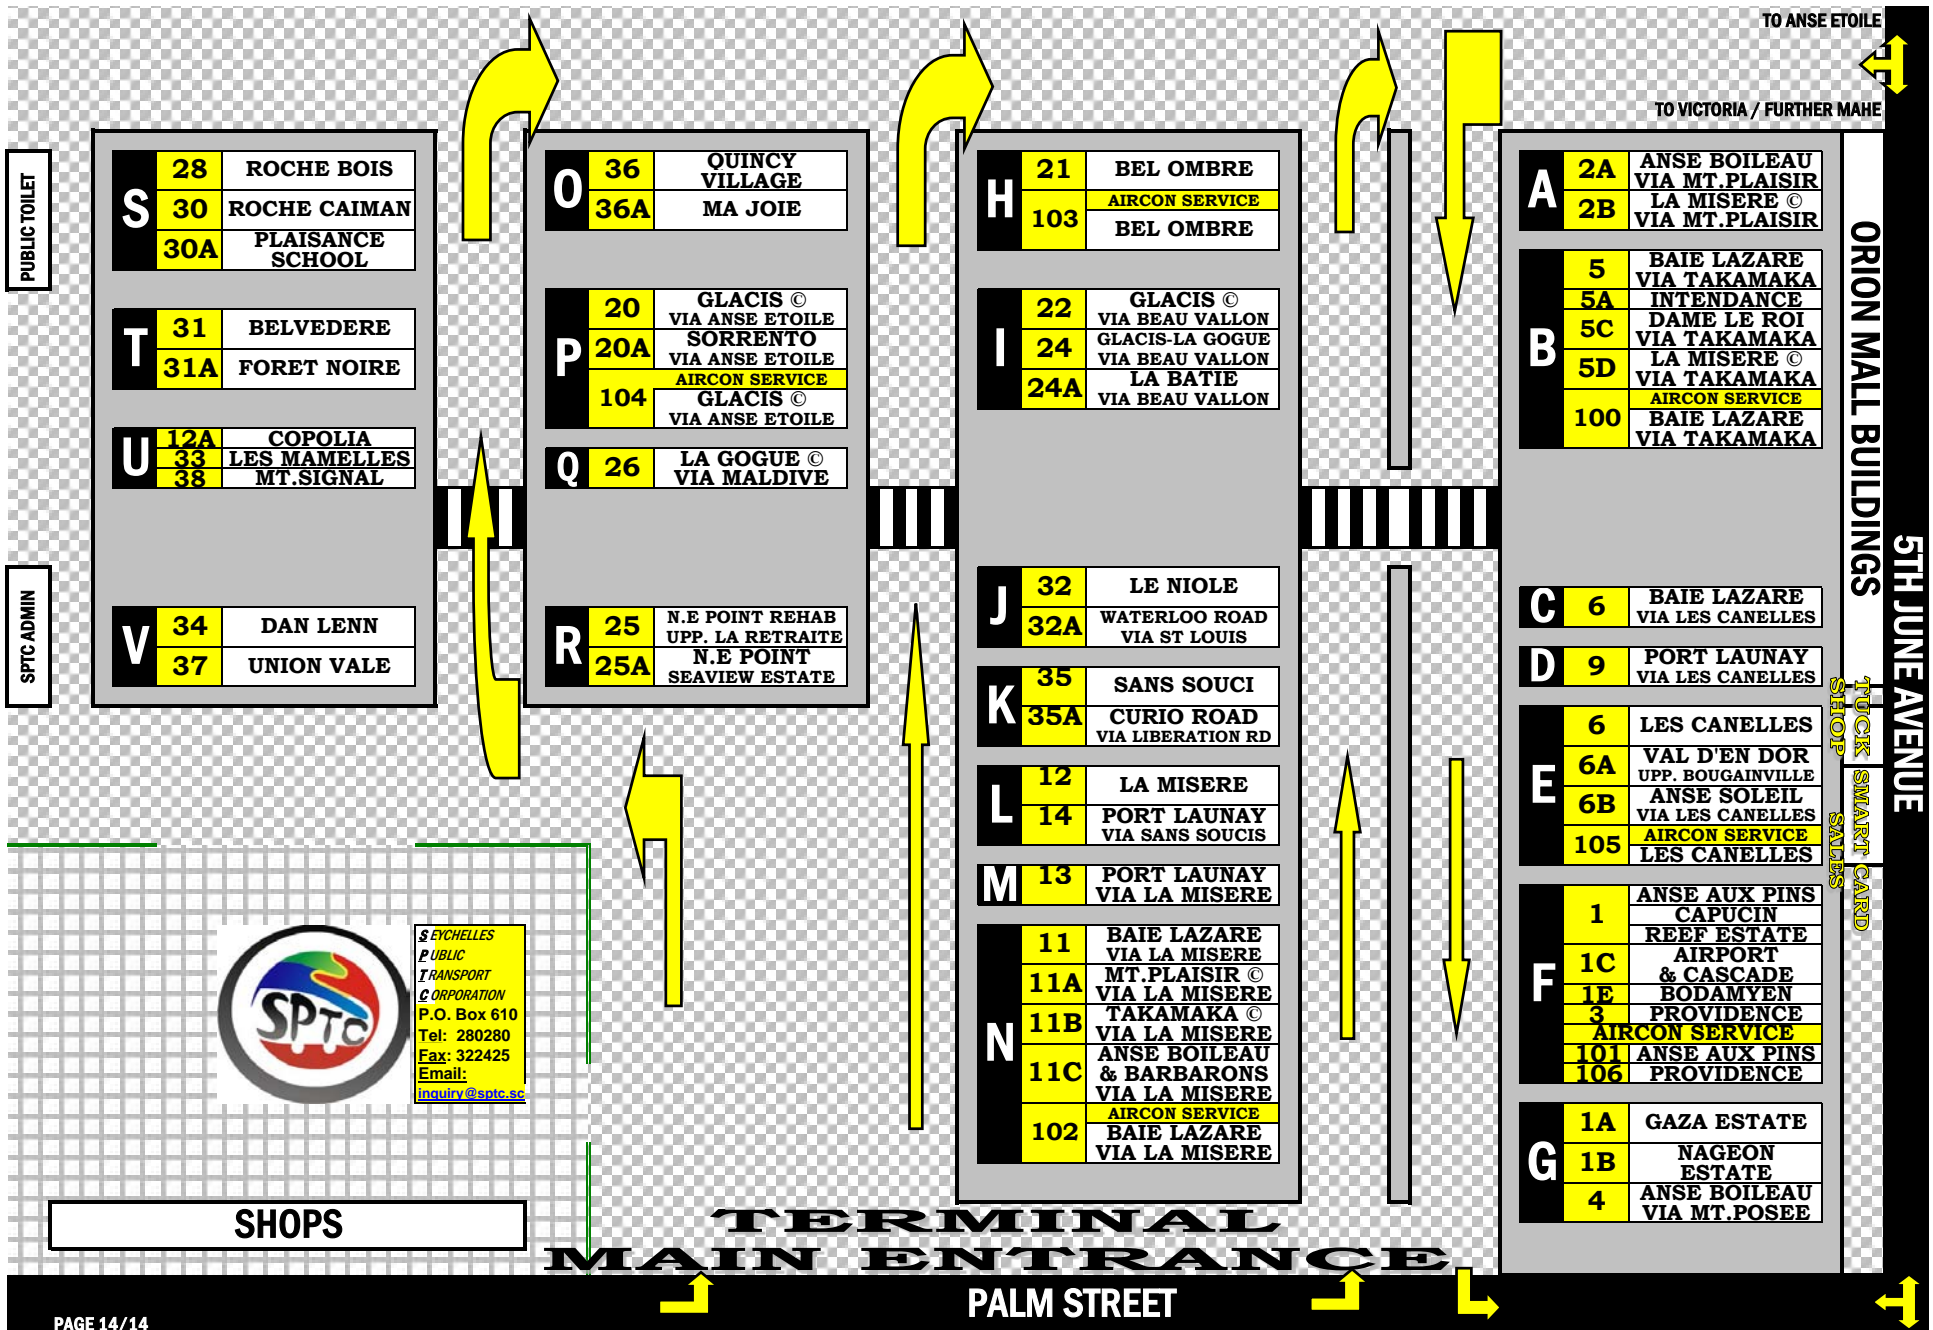 TO ANSE ETOILE
TO VICTORIA / FURTHER MAHE
PUBLIC TOILET
SPTC ADMIN
S
28 ROCHE BOIS
30 ROCHE CAIMAN
30A PLAISANCE
SCHOOL
T
31 BELVEDERE
31A FORET NOIRE
U
12A COPOLIA
33 LES MAMELLES
38 MT.SIGNAL
V
34 DAN LENN
37 UNION VALE
O
36 QUINCY
VILLAGE
36A MA JOIE
P
20 GLACIS ©
VIA ANSE ETOILE
20A SORRENTO
VIA ANSE ETOILE
104 AIRCON SERVICE
GLACIS ©
VIA ANSE ETOILE
Q
26 LA GOGUE ©
VIA MALDIVE
R
25 N.E POINT REHAB
UPP. LA RETRAITE
25A N.E POINT
SEAVIEW ESTATE
H
21 BEL OMBRE
103 AIRCON SERVICE
BEL OMBRE
I
22 GLACIS ©
VIA BEAU VALLON
24 GLACIS-LA GOGUE
VIA BEAU VALLON
24A LA BATIE
VIA BEAU VALLON
J
32 LE NIOLE
32A WATERLOO ROAD
VIA ST LOUIS
K
35 SANS SOUCI
35A CURIO ROAD
VIA LIBERATION RD
L
12 LA MISERE
14 PORT LAUNAY
VIA SANS SOUCIS
M
13 PORT LAUNAY
VIA LA MISERE
N
11 BAIE LAZARE
VIA LA MISERE
11A MT.PLAISIR ©
VIA LA MISERE
11B TAKAMAKA ©
VIA LA MISERE
11C ANSE BOILEAU
& BARBARONS
VIA LA MISERE
102 AIRCON SERVICE
BAIE LAZARE
VIA LA MISERE
A
2A ANSE BOILEAU
VIA MT.PLAISIR
2B LA MISERE ©
VIA MT.PLAISIR
B
5 BAIE LAZARE
VIA TAKAMAKA
5A INTENDANCE
5C DAME LE ROI
VIA TAKAMAKA
5D LA MISERE ©
VIA TAKAMAKA
100 AIRCON SERVICE
BAIE LAZARE
VIA TAKAMAKA
C
6 BAIE LAZARE
VIA LES CANELLES
D
9 PORT LAUNAY
VIA LES CANELLES
E
6 LES CANELLES
6A VAL D'EN DOR
UPP. BOUGAINVILLE
6B ANSE SOLEIL
VIA LES CANELLES
105 AIRCON SERVICE
LES CANELLES
F
1 ANSE AUX PINS
CAPUCIN
REEF ESTATE
1C AIRPORT
& CASCADE
1E BODAMYEN
3 PROVIDENCE
AIRCON SERVICE
101 ANSE AUX PINS
106 PROVIDENCE
G
1A GAZA ESTATE
1B NAGEON
ESTATE
4 ANSE BOILEAU
VIA MT.POSEE
ORION MALL BUILDINGS
TUCK
SHOP
SMART CARD
SALES
5TH JUNE AVENUE
SPTC
SEYCHELLES
PUBLIC
TRANSPORT
CORPORATION
P.O. Box 610
Tel: 280280
Fax: 322425
Email:
inquiry@sptc.sc
SHOPS
TERMINAL
MAIN ENTRANCE
PALM STREET
PAGE 14/14